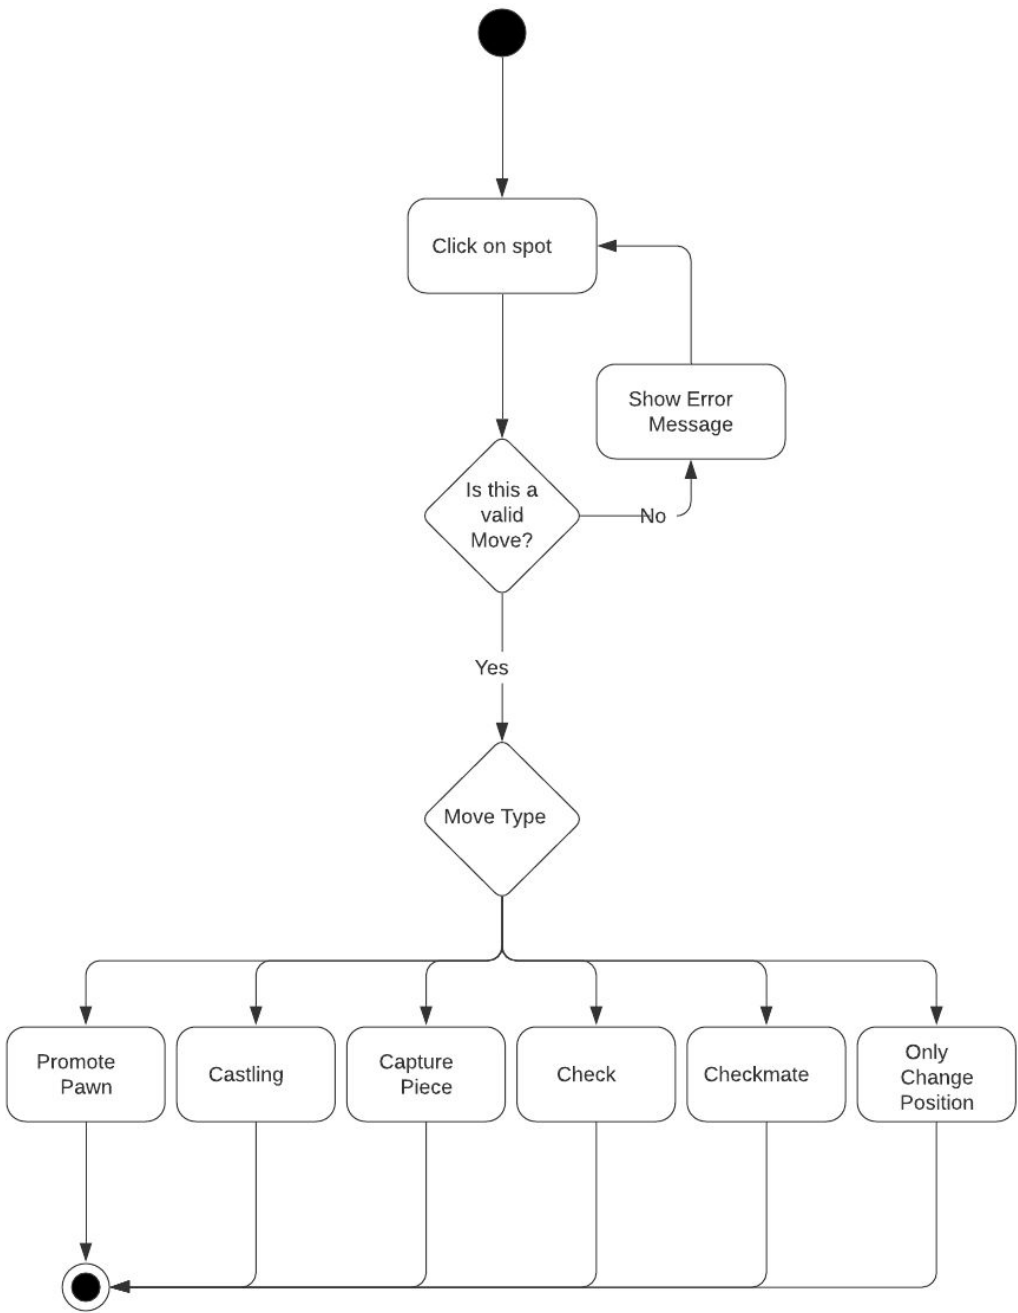 Click on spot
Show Error
Message
Is this a
valid
Move?
No
Yes
Move Type
Promote
Pawn
Castling
Capture
Piece
Check
Checkmate
Only
Change
Position